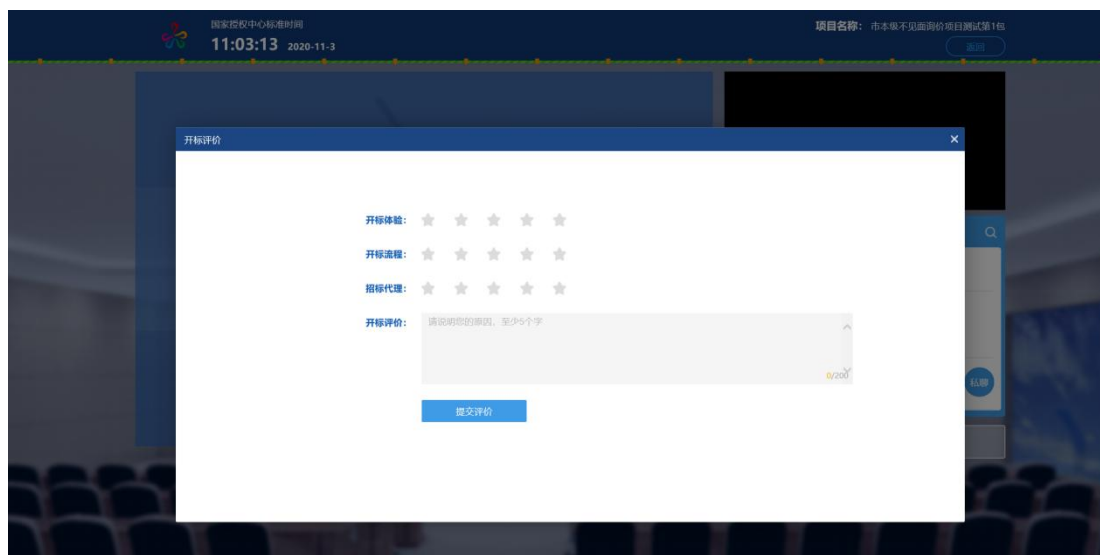 国家授权中心标准时间
11:03:13 2020-11-3
项目名称： 市本级不见面询价项目测试第1包
返回
开标评价
开标体验：
开标流程：
招标代理：
开标评价：
请说明您的原因，至少5个字
0/200
提交评价
私聊